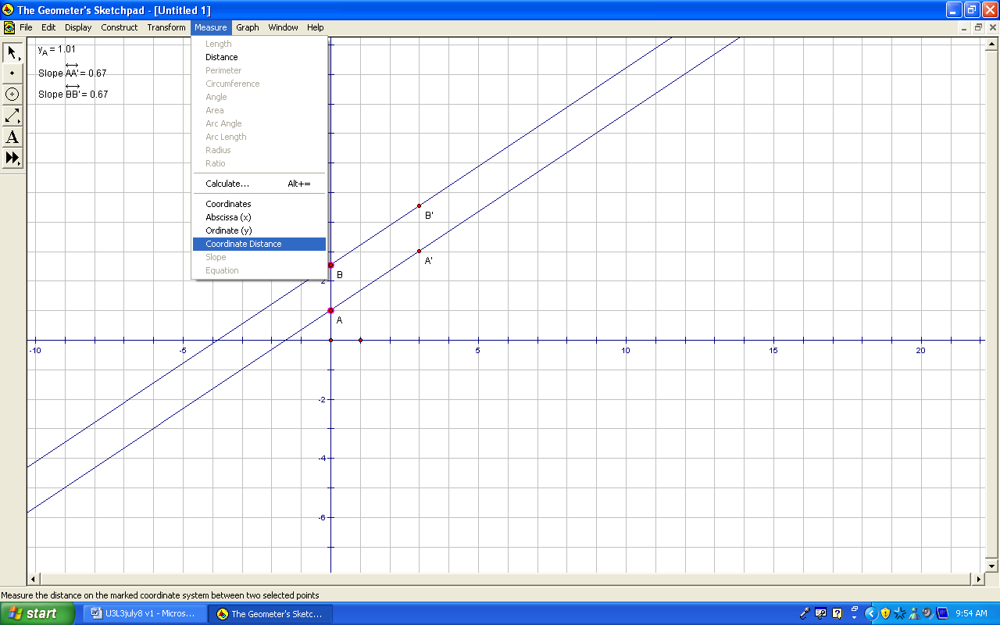 The Geometer's Sketchpad - [Untitled 1]
File Edit Display Construct Transform Measure Graph Window Help
yA = 1.01
Slope AA' = 0.67
Slope BB' = 0.67
Length
Distance
Perimeter
Circumference
Angle
Area
Arc Angle
Arc Length
Radius
Ratio
Calculate... Alt+=
Coordinates
Abscissa (x)
Ordinate (y)
Coordinate Distance
Slope
Equation
A
B'
A'
B
2
A
-10 -5 5 10 15 20
-2
-4
-6
Measure the distance on the marked coordinate system between two selected points
start U3L3july8 v1 - Micros... The Geometer's Sketc... 9:54 AM